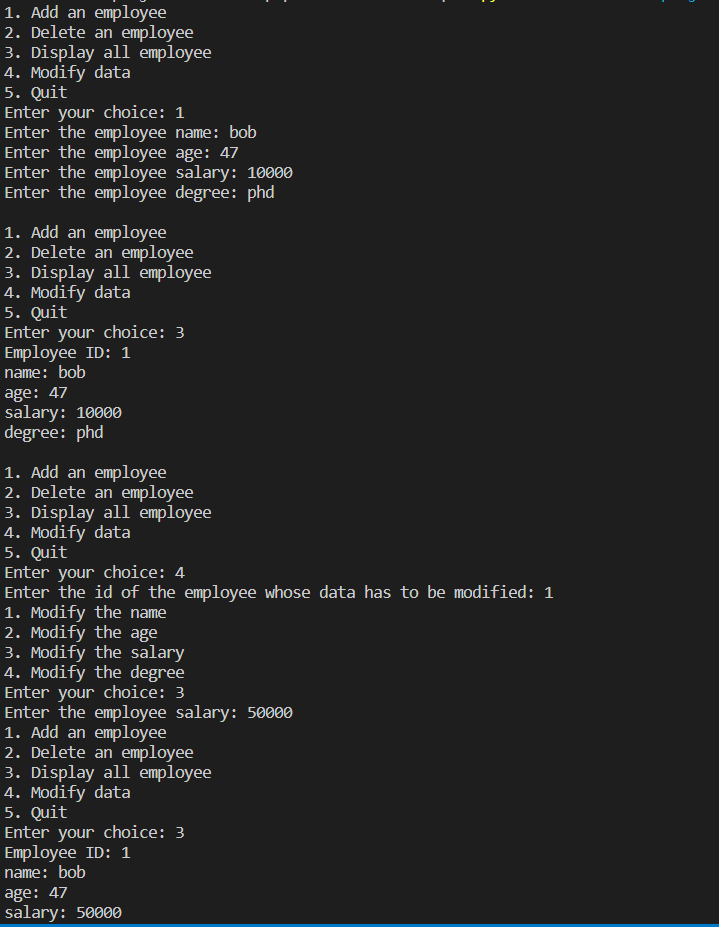 1. Add an employee
2. Delete an employee
3. Display all employee
4. Modify data
5. Quit
Enter your choice: 1
Enter the employee name: bob
Enter the employee age: 47
Enter the employee salary: 10000
Enter the employee degree: phd
1. Add an employee
2. Delete an employee
3. Display all employee
4. Modify data
5. Quit
Enter your choice: 3
Employee ID: 1
name: bob
age: 47
salary: 10000
degree: phd
1. Add an employee
2. Delete an employee
3. Display all employee
4. Modify data
5. Quit
Enter your choice: 4
Enter the id of the employee whose data has to be modified: 1
1. Modify the name
2. Modify the age
3. Modify the salary
4. Modify the degree
Enter your choice: 3
Enter the employee salary: 50000
1. Add an employee
2. Delete an employee
3. Display all employee
4. Modify data
5. Quit
Enter your choice: 3
Employee ID: 1
name: bob
age: 47
salary: 50000